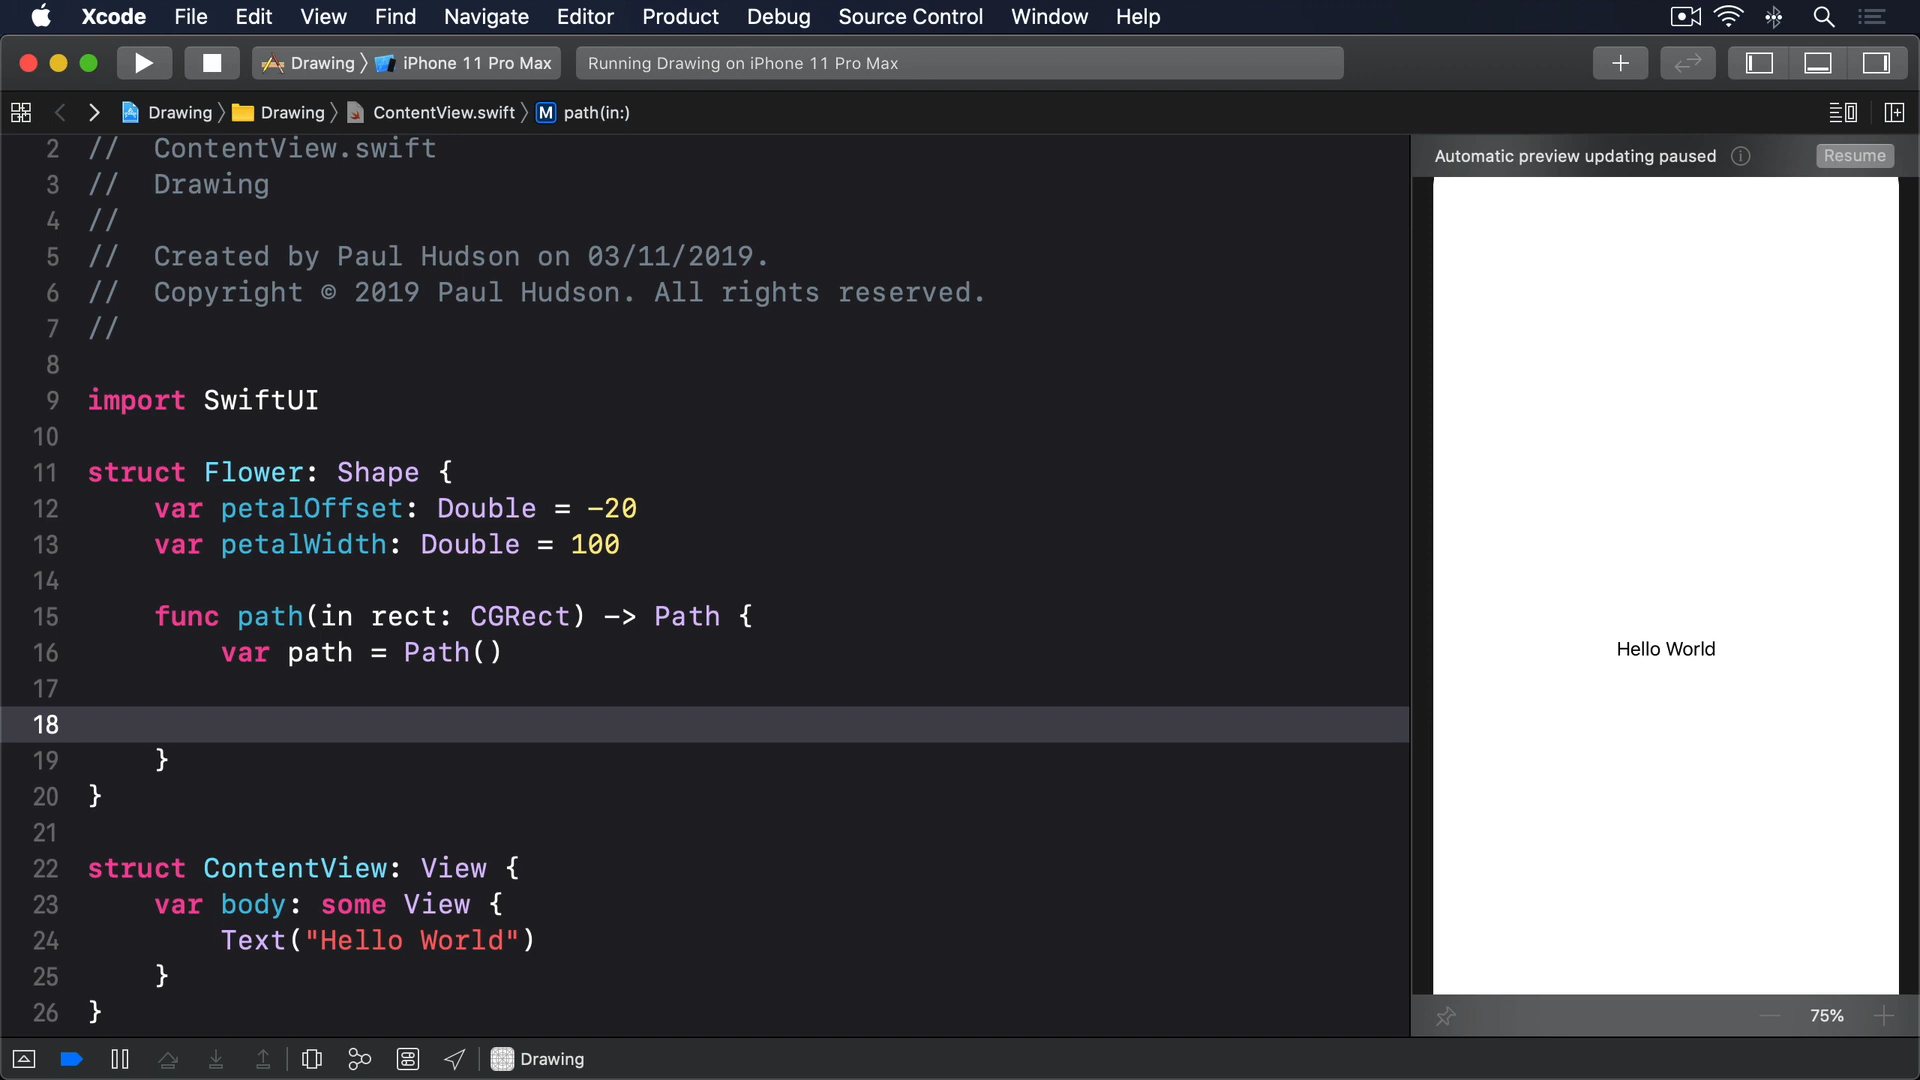 Xcode File Edit View Find Navigate Editor Product Debug Source Control Window Help
Drawing iPhone 11 Pro Max Running Drawing on iPhone 11 Pro Max
Drawing Drawing ContentView.swift M path(in:)
Automatic preview updating paused Resume
2 // ContentView.swift
3 // Drawing
4 //
5 // Created by Paul Hudson on 03/11/2019.
6 // Copyright © 2019 Paul Hudson. All rights reserved.
7 //
8
9 import SwiftUI
10
11 struct Flower: Shape {
12 var petalOffset: Double = -20
13 var petalWidth: Double = 100
14
15 func path(in rect: CGRect) -> Path {
16 var path = Path()
17
18
19 }
20 }
21
22 struct ContentView: View {
23 var body: some View {
24 Text("Hello World")
25 }
26 }
Hello World
75%
Drawing